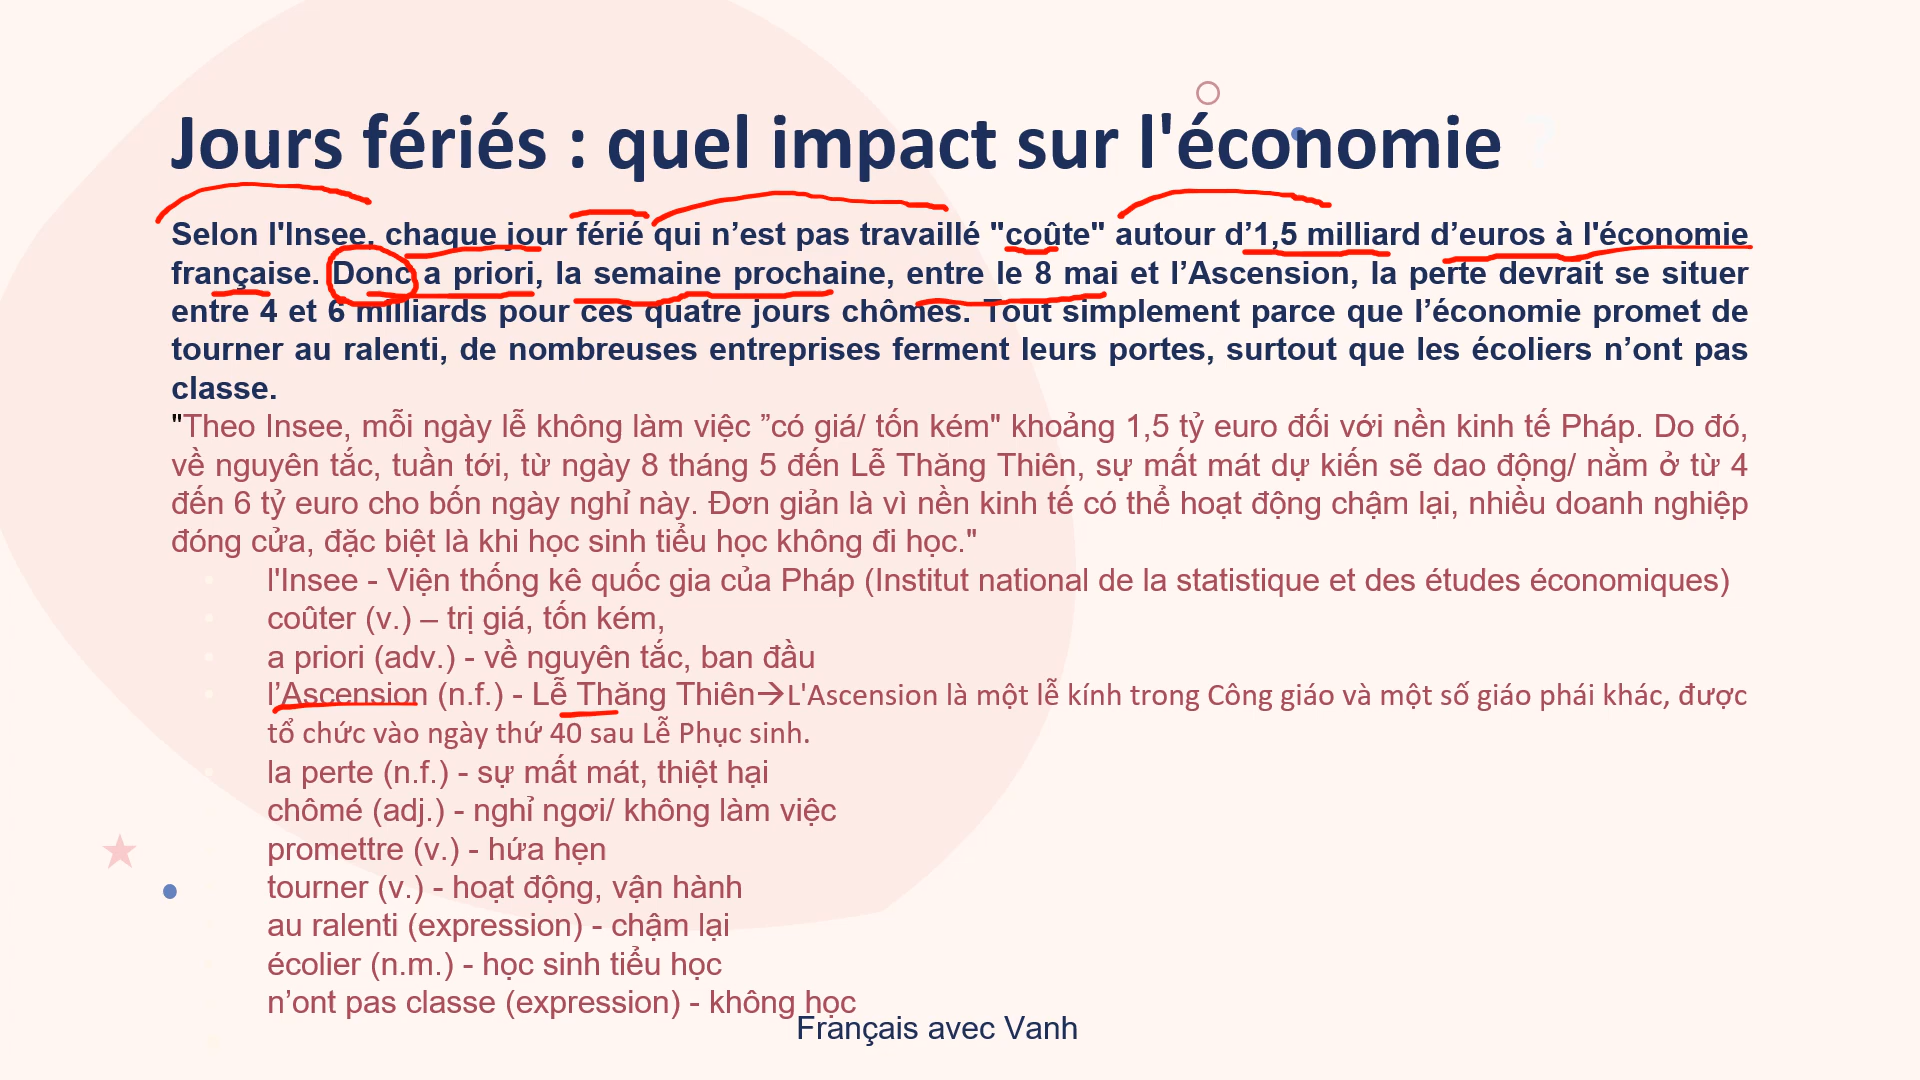 Jours fériés : quel impact sur l'économie ?
Selon l'Insee, chaque jour férié qui n’est pas travaillé "coûte" autour d’1,5 milliard d’euros à l'économie
française. Donc a priori, la semaine prochaine, entre le 8 mai et l’Ascension, la perte devrait se situer
entre 4 et 6 milliards pour ces quatre jours chômés. Tout simplement parce que l’économie promet de
tourner au ralenti, de nombreuses entreprises ferment leurs portes, surtout que les écoliers n’ont pas
classe.
"Theo Insee, mỗi ngày lễ không làm việc ”có giá/ tốn kém" khoảng 1,5 tỷ euro đối với nền kinh tế Pháp. Do đó,
về nguyên tắc, tuần tới, từ ngày 8 tháng 5 đến Lễ Thăng Thiên, sự mất mát dự kiến sẽ dao động/ nằm ở từ 4
đến 6 tỷ euro cho bốn ngày nghỉ này. Đơn giản là vì nền kinh tế có thể hoạt động chậm lại, nhiều doanh nghiệp
đóng cửa, đặc biệt là khi học sinh tiểu học không đi học."
l'Insee - Viện thống kê quốc gia của Pháp (Institut national de la statistique et des études économiques)
coûter (v.) – trị giá, tốn kém,
a priori (adv.) - về nguyên tắc, ban đầu
l’Ascension (n.f.) - Lễ Thăng Thiên→L'Ascension là một lễ kính trong Công giáo và một số giáo phái khác, được
tổ chức vào ngày thứ 40 sau Lễ Phục sinh.
la perte (n.f.) - sự mất mát, thiệt hại
chômé (adj.) - nghỉ ngơi/ không làm việc
promettre (v.) - hứa hẹn
tourner (v.) - hoạt động, vận hành
au ralenti (expression) - chậm lại
écolier (n.m.) - học sinh tiểu học
n’ont pas classe (expression) - không học
Français avec Vanh